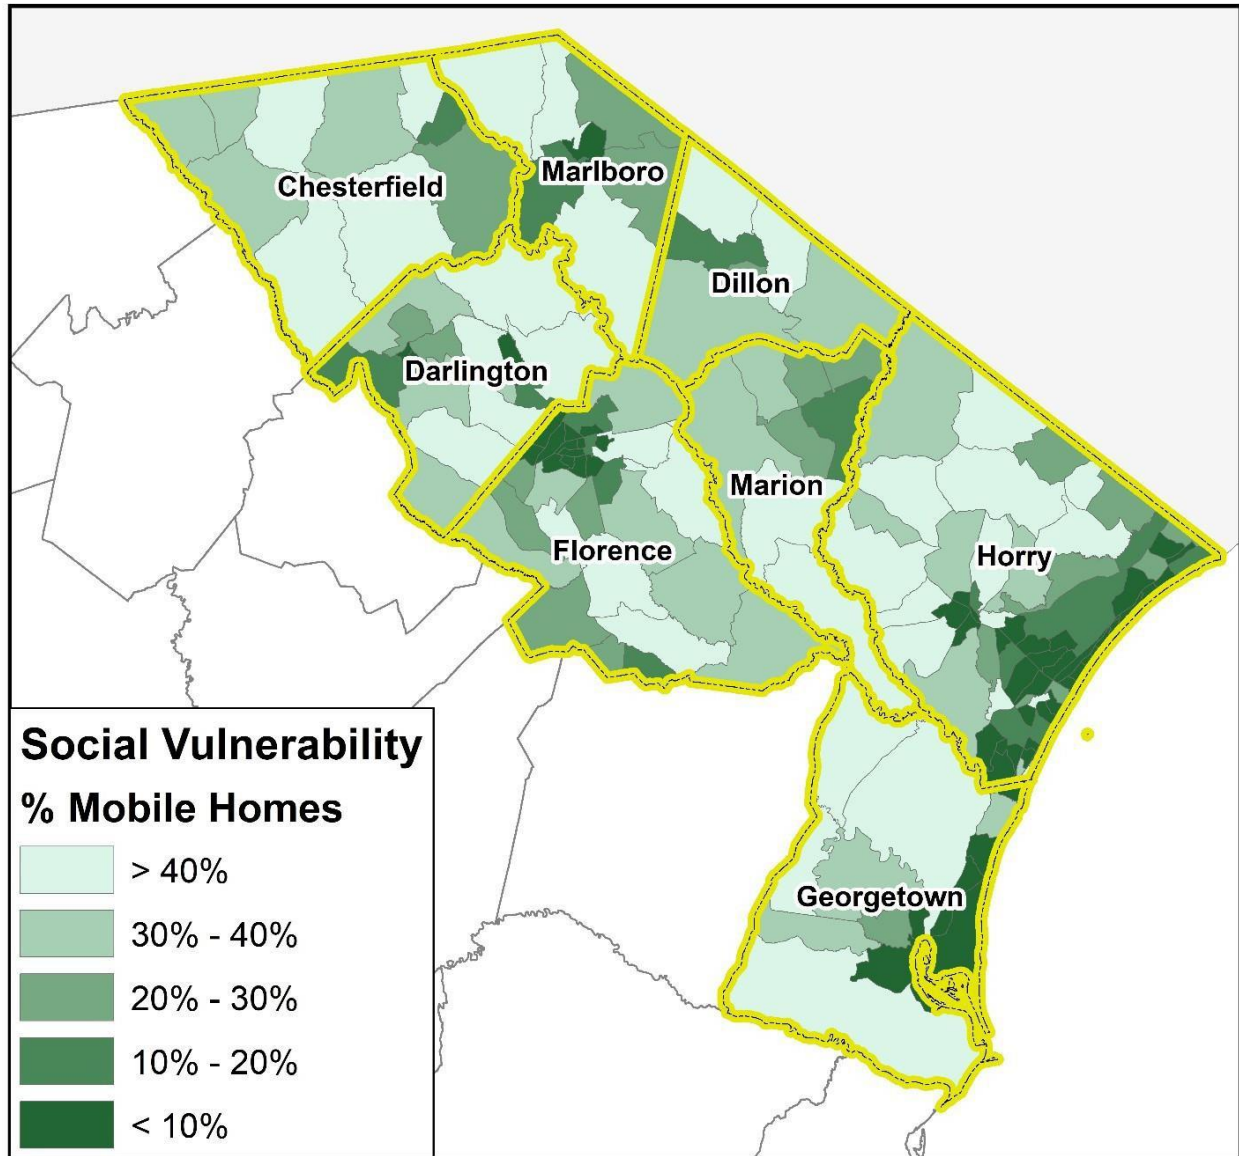 Chesterfield
Marlboro
Dillon
Darlington
Marion
Florence
Horry
Georgetown
Social Vulnerability
% Mobile Homes
> 40%
30% - 40%
20% - 30%
10% - 20%
< 10%